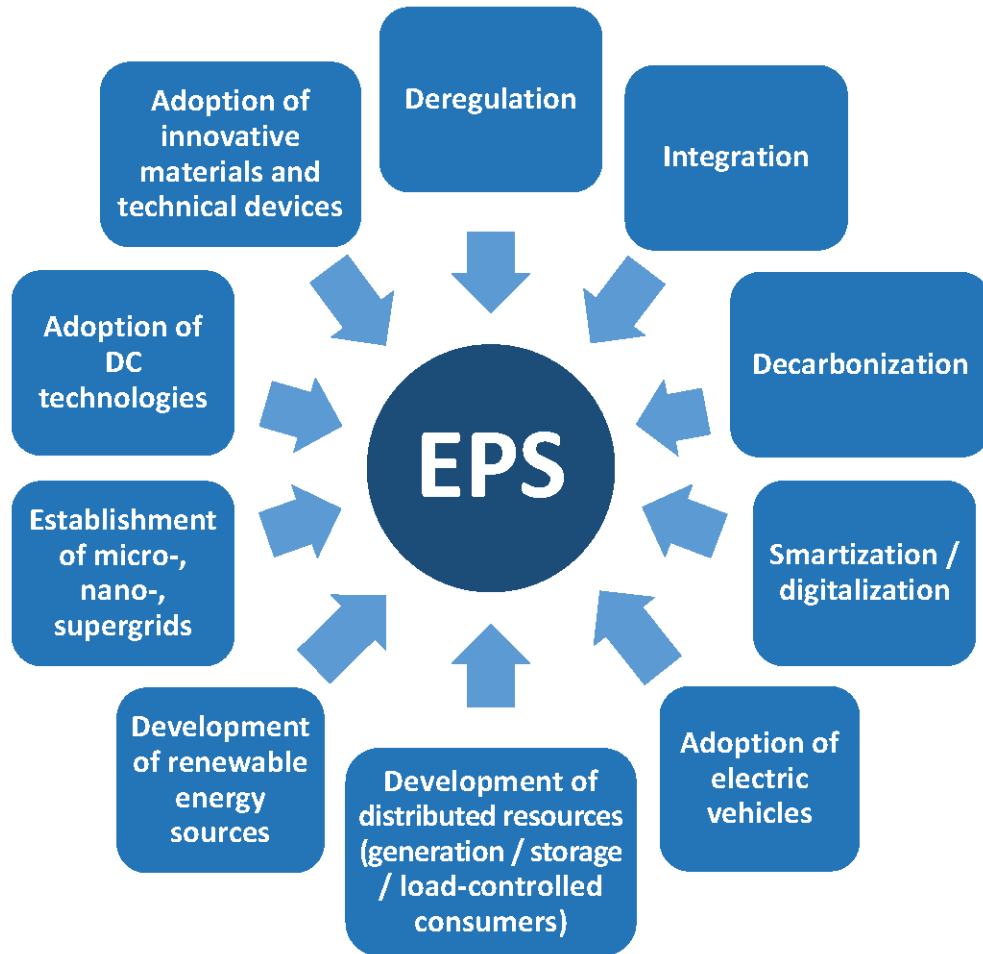 Deregulation
Integration
Decarbonization
Smartization /
digitalization
Adoption of
electric
vehicles
Development of
distributed resources
(generation / storage
/ load-controlled
consumers)
Development
of renewable
energy
sources
Establishment
of micro-,
nano-,
supergrids
Adoption of
DC
technologies
Adoption of
innovative
materials and
technical devices
EPS